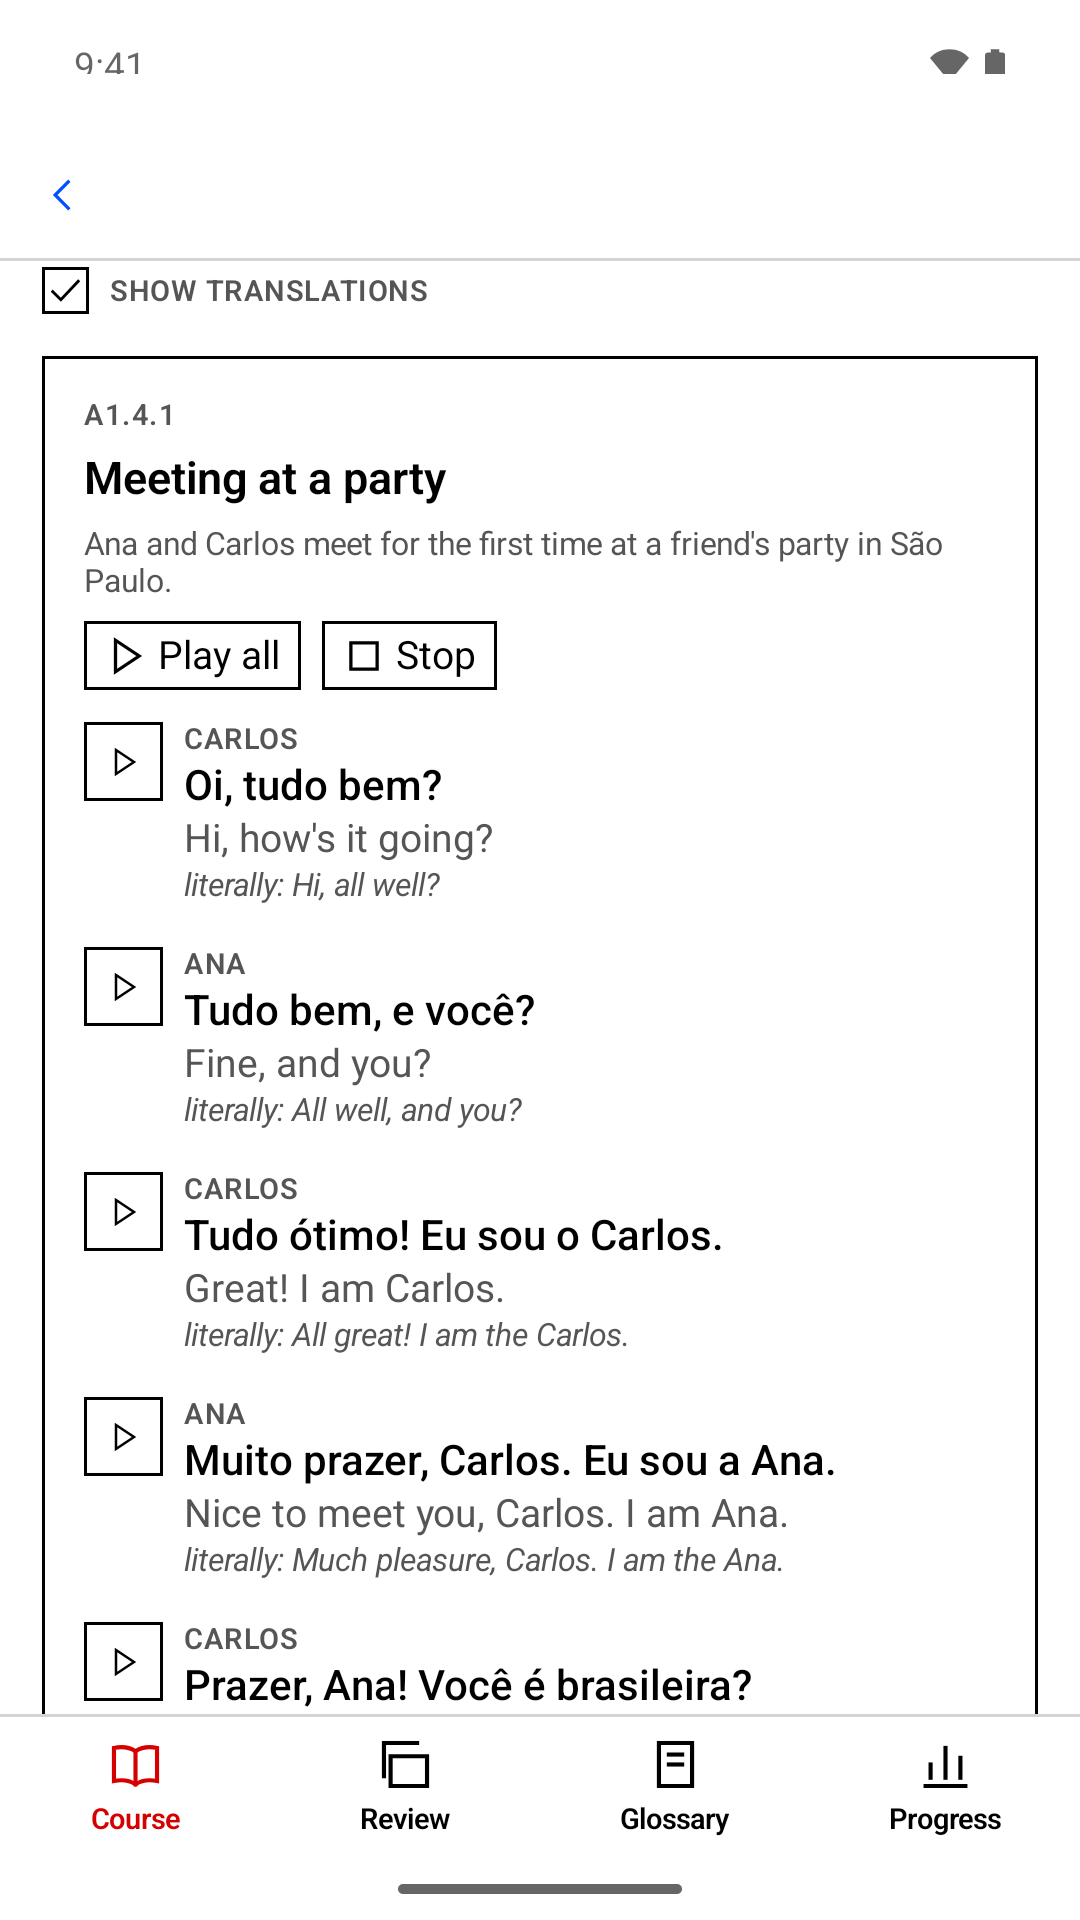 9:41
SHOW TRANSLATIONS
A1.4.1
Meeting at a party
Ana and Carlos meet for the first time at a friend's party in São
Paulo.
Play all
Stop
CARLOS
Oi, tudo bem?
Hi, how's it going?
literally: Hi, all well?
ANA
Tudo bem, e você?
Fine, and you?
literally: All well, and you?
CARLOS
Tudo ótimo! Eu sou o Carlos.
Great! I am Carlos.
literally: All great! I am the Carlos.
ANA
Muito prazer, Carlos. Eu sou a Ana.
Nice to meet you, Carlos. I am Ana.
literally: Much pleasure, Carlos. I am the Ana.
CARLOS
Prazer, Ana! Você é brasileira?
Course
Review
Glossary
Progress